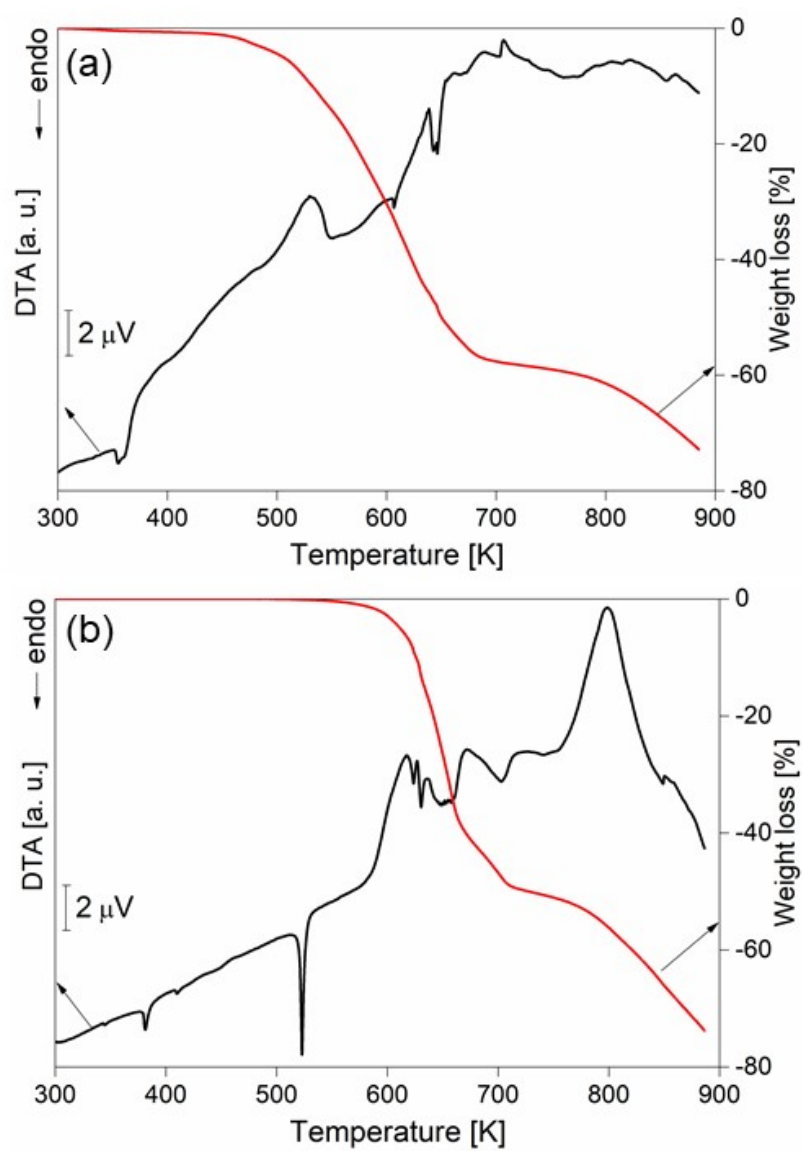 (a)
endo
DTA [a. u.]
2 μV
0
-20
-40
-60
-80
Weight loss [%]
300 400 500 600 700 800 900
Temperature [K]
(b)
endo
DTA [a. u.]
2 μV
0
-20
-40
-60
-80
Weight loss [%]
300 400 500 600 700 800 900
Temperature [K]